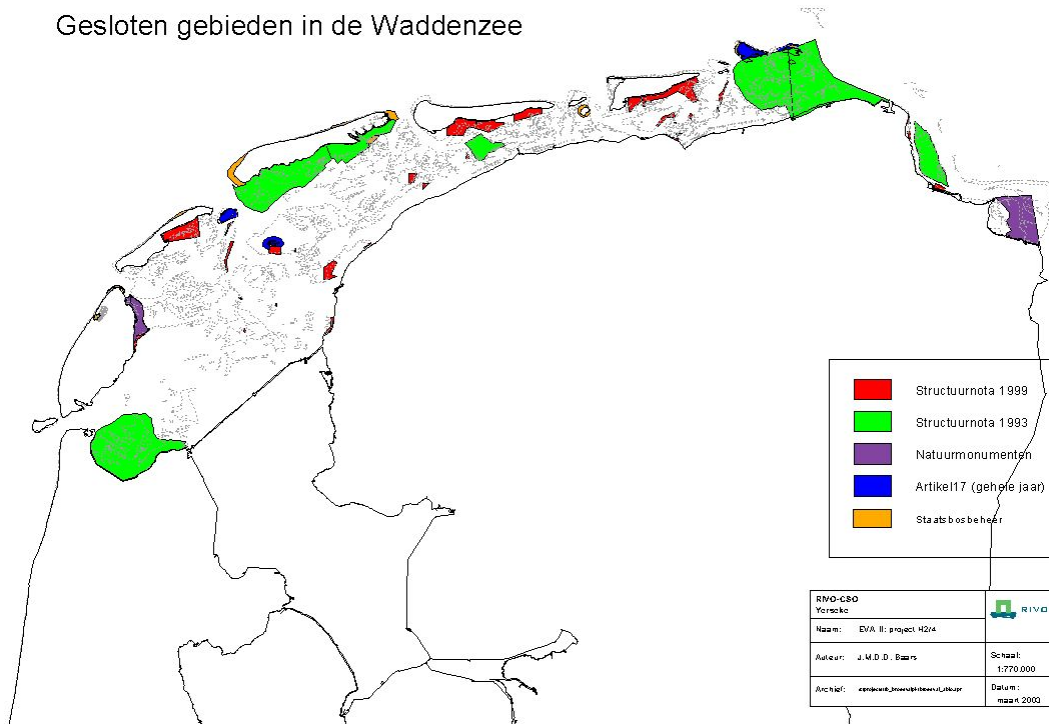 Gesloten gebieden in de Waddenzee
Structuurnota 1999
Structuurnota 1993
Natuurmonumenten
Artikel17 (gehele jaar)
Staatsbosbeheer
RIVO-CSO
Yerseke
RIVO
Naam: EVA II: project H2/4
Auteur: J.M.D.D. Baars
Schaal:
1:770.000
Archief:
Datum:
maart 2003